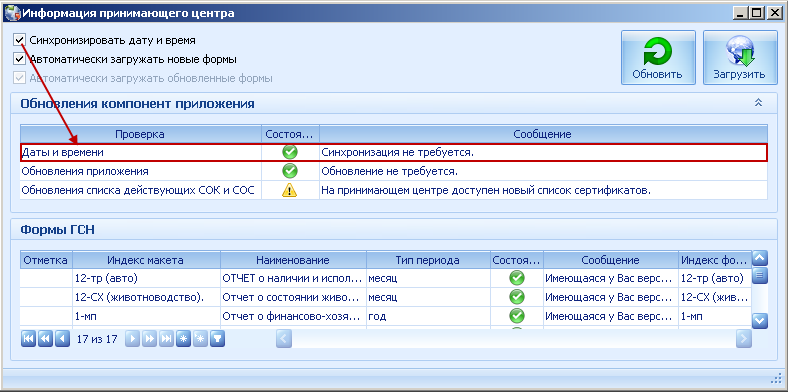 Информация принимающего центра
Синхронизировать дату и время
Автоматически загружать новые формы
Автоматически загружать обновленные формы
Обновить
Загрузить
Обновления компонент приложения
Проверка Состоя... Сообщение
Даты и времени Синхронизация не требуется.
Обновления приложения Обновление не требуется.
Обновления списка действующих СОК и СОС На принимающем центре доступен новый список сертификатов.
Формы ГСН
Отметка Индекс макета Наименование Тип периода Состоя... Сообщение Индекс фо...
12-тр (авто) ОТЧЕТ о наличии и испол... месяц Имеющаяся у Вас верс... 12-тр (авто)
12-СХ (животноводство). Отчет о состоянии живо... месяц Имеющаяся у Вас верс... 12-СХ (жив...
1-мп Отчет о финансово-хозя... год Имеющаяся у Вас верс... 1-мп
17 из 17